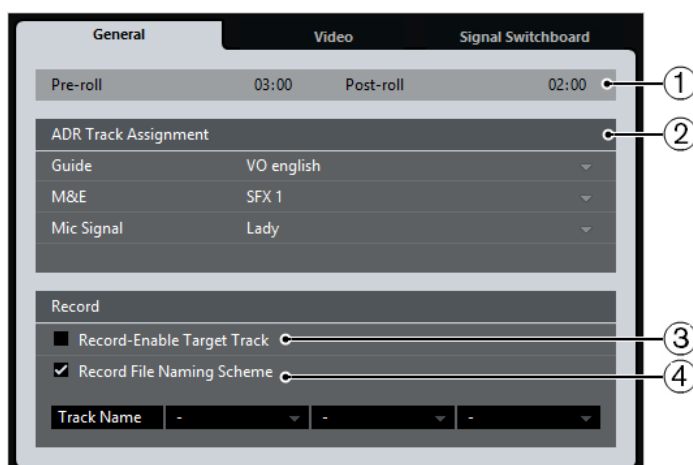 General Video Signal Switchboard
Pre-roll 03:00 Post-roll 02:00 1
ADR Track Assignment 2
Guide VO english
M&E SFX 1
Mic Signal Lady
Record
Record-Enable Target Track 3
Record File Naming Scheme 4
Track Name - - -